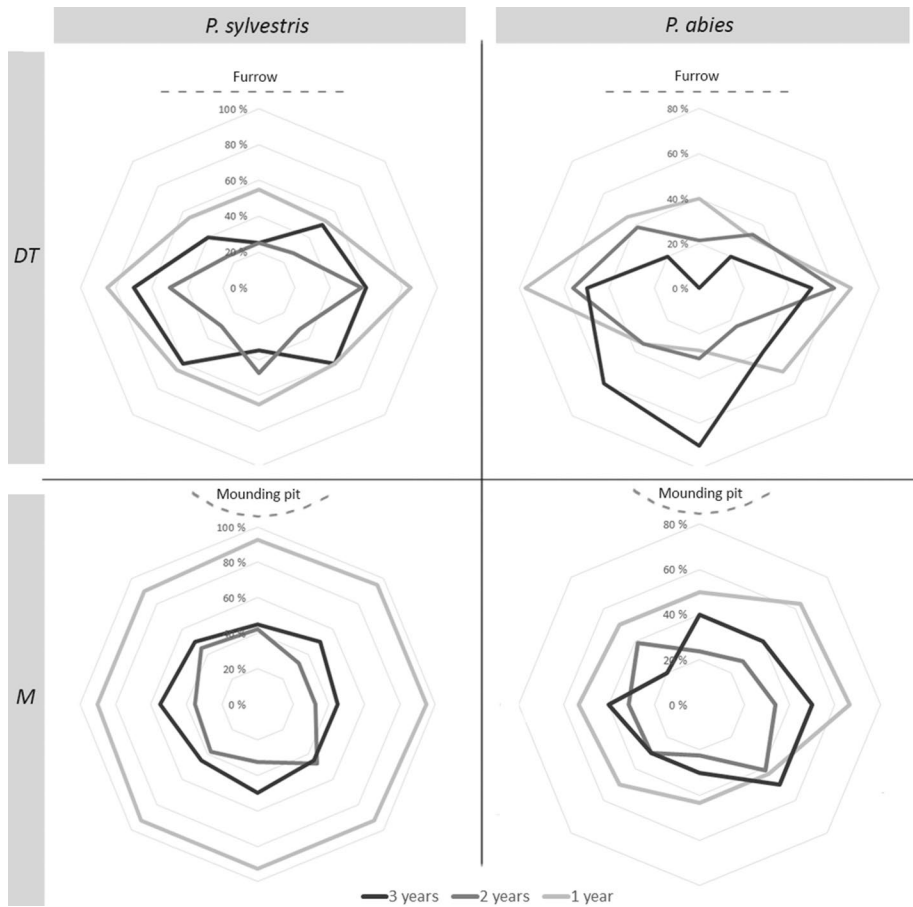 P. sylvestris
P. abies
DT
Furrow
100 %
80 %
60 %
40 %
20 %
0 %
Furrow
80 %
60 %
40 %
20 %
0 %
M
Mounding pit
100 %
80 %
60 %
40 %
20 %
0 %
Mounding pit
80 %
60 %
40 %
20 %
0 %
3 years 2 years 1 year